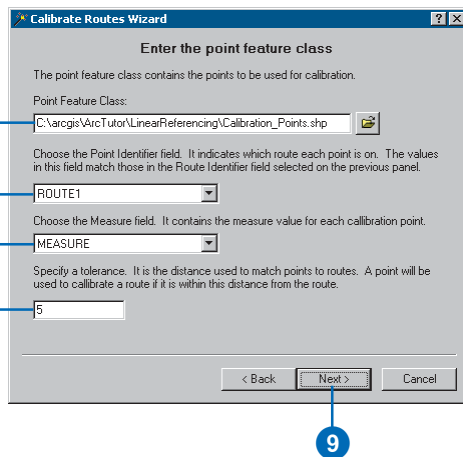 Calibrate Routes Wizard
Enter the point feature class
The point feature class contains the points to be used for calibration.
Point Feature Class:
C:\arcgis\ArcTutor\LinearReferencing\Calibration_Points.shp
Choose the Point Identifier field. It indicates which route each point is on. The values
in this field match those in the Route Identifier field selected on the previous panel.
ROUTE1
Choose the Measure field. It contains the measure value for each callibration point.
MEASURE
Specify a tolerance. It is the distance used to match points to routes. A point will be
used to callibrate a route if it is within this distance from the route.
5
< Back Next > Cancel
9